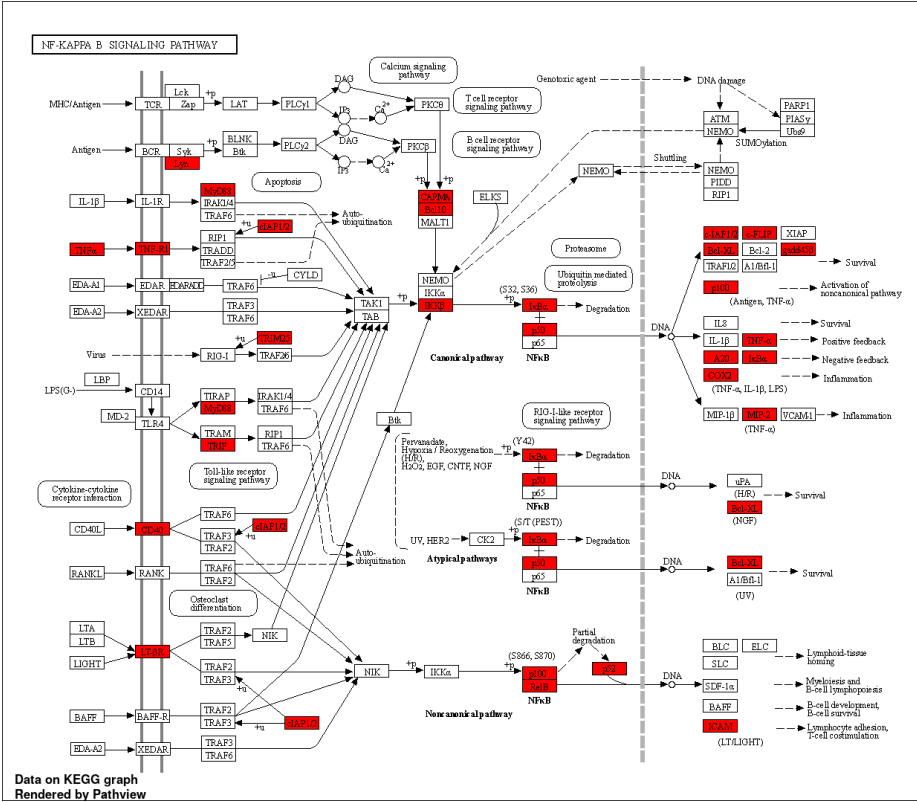 NF-KAPPA B SIGNALING PATHWAY
Calcium signaling
pathway
T cell receptor
signaling pathway
B cell receptor
signaling pathway
MHC/Antigen
TCR
Lck
Zap
+p
LAT
PLCγ1
DAG
IP3
Ca2+
PKCθ
Antigen
BCR
Syk
Lyn
+p
BLNK
Btk
PLCγ2
DAG
IP3
Ca2+
PKCβ
+p
+p
Genotoxic agent
DNA damage
ATM
NEMO
PARP1
PIASy
Ubs9
SUMOylation
Shuttling
NEMO
NEMO
PIDD
RIP1
IL-1β
IL-1R
MyD88
IRAK1/4
TRAF6
Apoptosis
Auto-
ubiquitination
CARMA
Bcl10
MALT1
ELKS
TNFα
TNF-R1
RIP1
TRADD
TRAF2/5
+u
cIAP1/2
Proteasome
Ubiquitin mediated
proteolysis
EDA-A1
EDAR
EDARADD
TRAF6
-u
CYLD
EDA-A2
XEDAR
TRAF3
TRAF6
TAK1
TAB
+p
NEMO
IKKα
IKKβ
+p
(S32, S36)
IκBα
Degradation
p50
p65
NFκB
Canonical pathway
DNA
c-IAP1/2
c-FLIP
XIAP
Bcl-XL
Bcl-2
gadd45β
TRAF1/2
A1/Bfl-1
Survival
p100
Activation of
noncanonical pathway
(Antigen, TNF-α)
IL8
Survival
IL-1β
TNF-α
Positive feedback
A20
IκBα
Negative feedback
COX2
Inflammation
(TNF-α, IL-1β, LPS)
MIP-1β
MIP-2
VCAM-1
Inflammation
(TNF-α)
Virus
RIG-I
+u
TRIM25
TRAF2/6
LPS(G-)
LBP
CD14
MD-2
TLR4
TIRAP
MyD88
IRAK1/4
TRAF6
TRAM
TRIF
RIP1
TRAF6
Btk
RIG-I-like receptor
signaling pathway
Toll-like receptor
signaling pathway
Cytokine-cytokine
receptor interaction
Pervanadate,
Hypoxia / Reoxygenation
(H/R),
H2O2, EGF, CNTF, NGF
+p
(Y42)
IκBα
Degradation
p50
p65
NFκB
DNA
uPA
(H/R)
Survival
Bcl-XL
(NGF)
CD40L
CD40
TRAF6
TRAF3
TRAF2
cIAP1/2
+u
UV, HER2
CK2
+p
(S/T (PEST))
IκBα
Degradation
p50
p65
NFκB
Atypical pathways
DNA
Bcl-XL
A1/Bfl-1
Survival
(UV)
Auto-
ubiquitination
RANKL
RANK
TRAF6
TRAF2
Osteoclast
differentiation
LTA
LTB
LIGHT
LTβR
TRAF2
TRAF5
NIK
TRAF2
TRAF3
+u
NIK
+p
IKKα
+p
(S866, S870)
p100
RelB
NFκB
Partial
degradation
p52
Noncanonical pathway
DNA
BLC
ELC
SLC
Lymphoid-tissue
homing
SDF-1α
Myeloiesis and
B-cell lymphopoiesis
BAFF
B-cell development,
B-cell survival
ICAM
Lymphocyte adhesion,
T-cell costimulation
(LT/LIGHT)
BAFF
BAFF-R
TRAF2
TRAF3
+u
cIAP1/2
EDA-A2
XEDAR
TRAF3
TRAF6
Data on KEGG graph
Rendered by Pathview